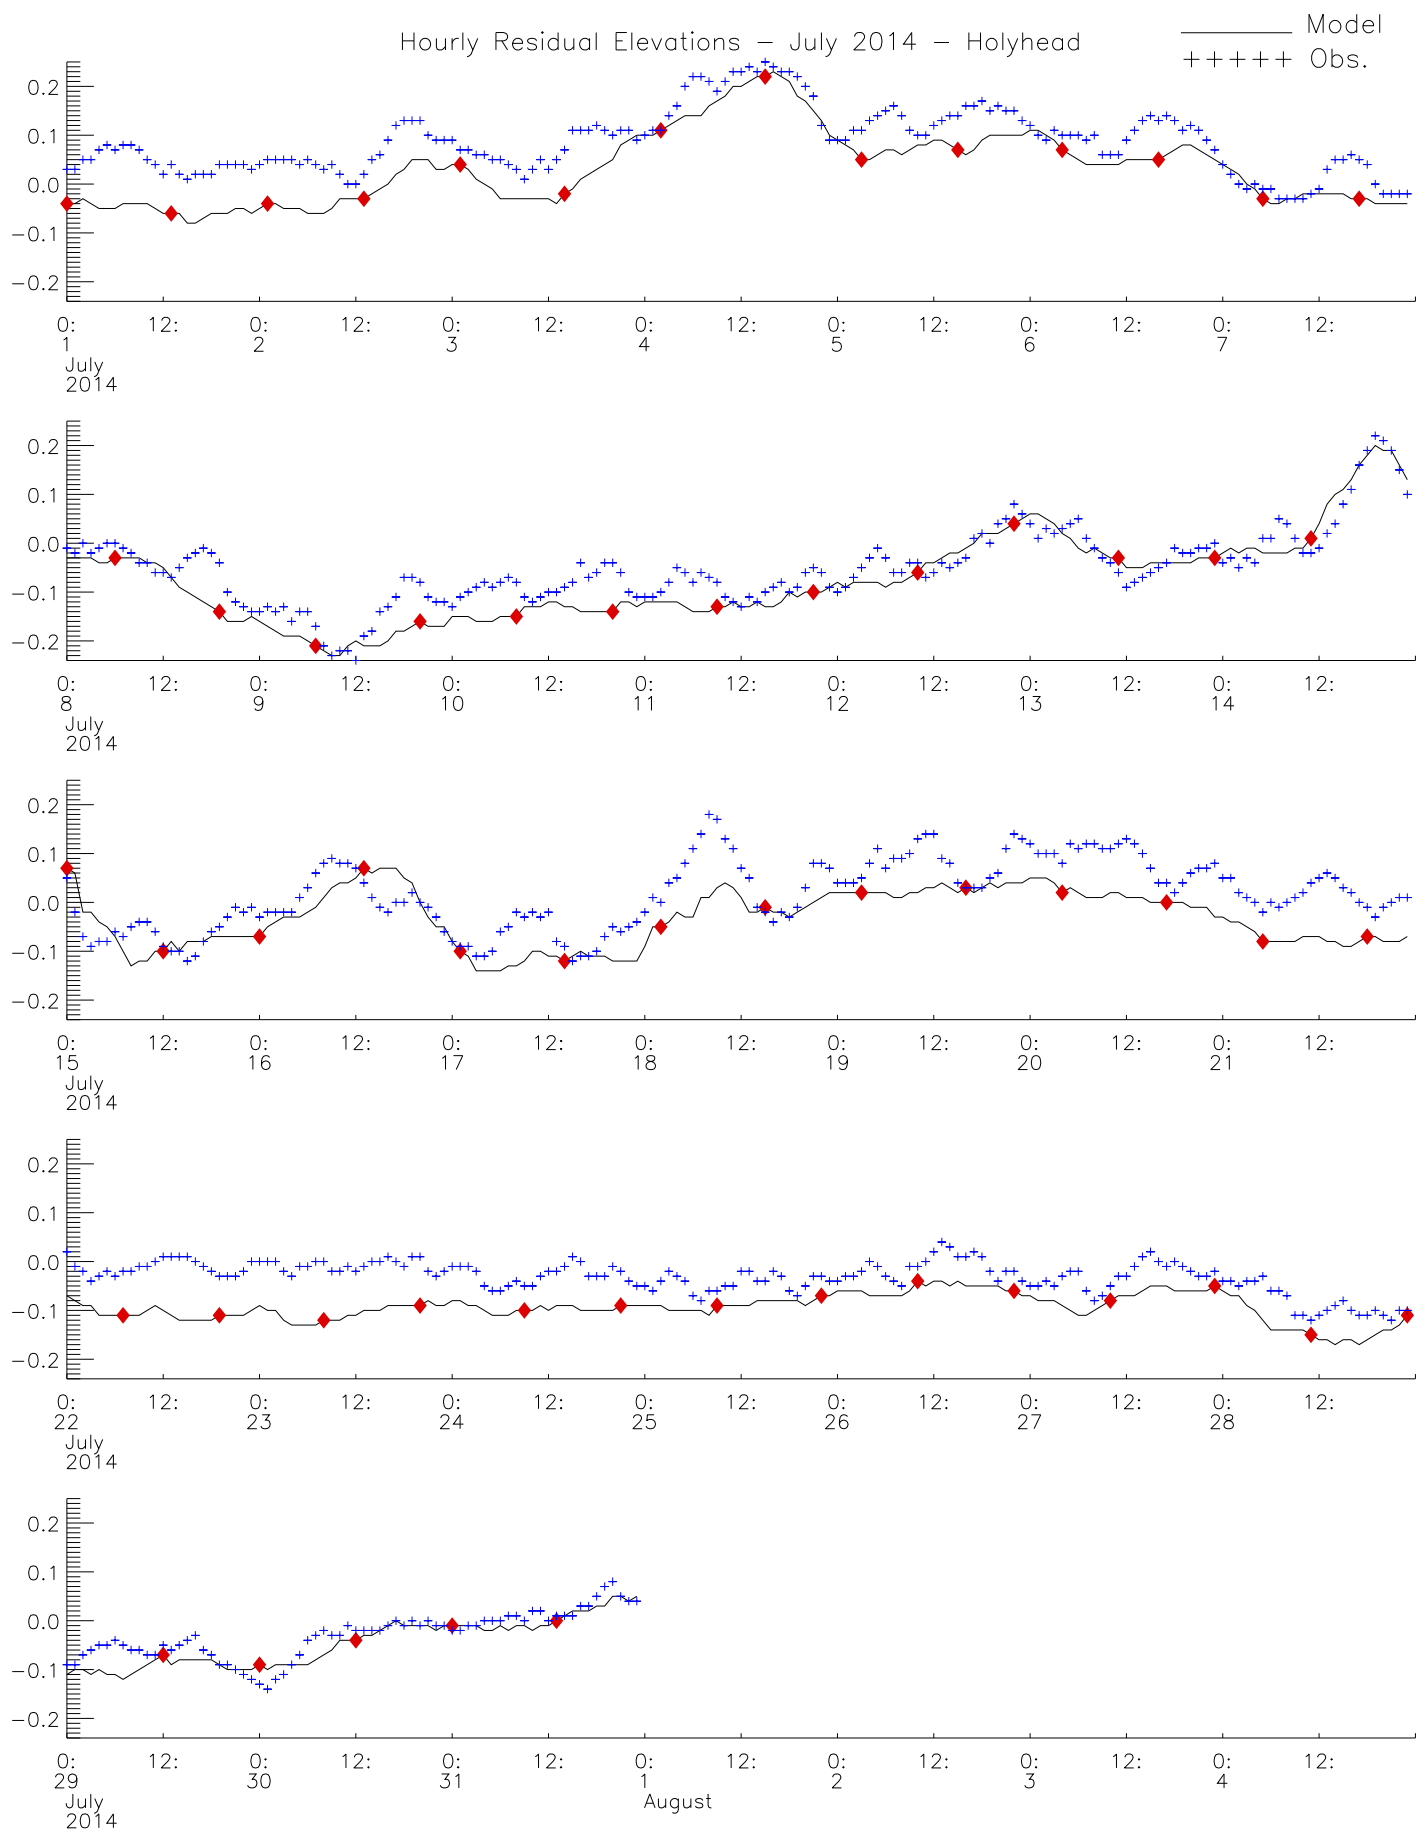 Hourly Residual Elevations − July 2014 − Holyhead
Model
+++++ Obs.
0.2
0.1
0.0
−0.1
−0.2
0: 12: 0: 12: 0: 12: 0: 12: 0: 12: 0: 12: 0: 12:
1 2 3 4 5 6 7
July
2014
0.2
0.1
0.0
−0.1
−0.2
0: 12: 0: 12: 0: 12: 0: 12: 0: 12: 0: 12: 0: 12:
8 9 10 11 12 13 14
July
2014
0.2
0.1
0.0
−0.1
−0.2
0: 12: 0: 12: 0: 12: 0: 12: 0: 12: 0: 12: 0: 12:
15 16 17 18 19 20 21
July
2014
0.2
0.1
0.0
−0.1
−0.2
0: 12: 0: 12: 0: 12: 0: 12: 0: 12: 0: 12: 0: 12:
22 23 24 25 26 27 28
July
2014
0.2
0.1
0.0
−0.1
−0.2
0: 12: 0: 12: 0: 12: 0: 12: 0: 12: 0: 12: 0: 12:
29 30 31 1 2 3 4
July August
2014